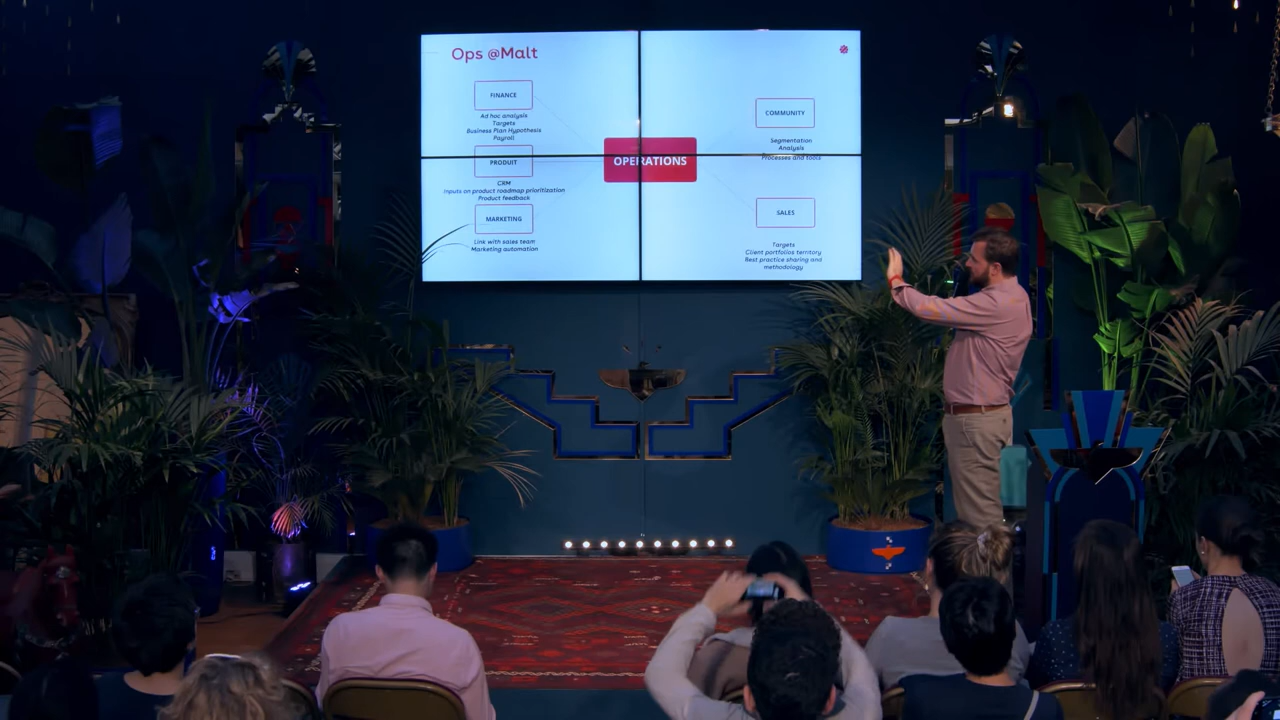 Ops @Malt
FINANCE
Ad hoc analysis
Targets
Business Plan Hypothesis
Payroll
PRODUIT
CRM
Inputs on product roadmap prioritization
Product feedback
MARKETING
Link with sales team
Marketing automation
OPERATIONS
COMMUNITY
Segmentation
Analysis
Processes and tools
SALES
Targets
Client portfolios territory
Best practice sharing and
methodology